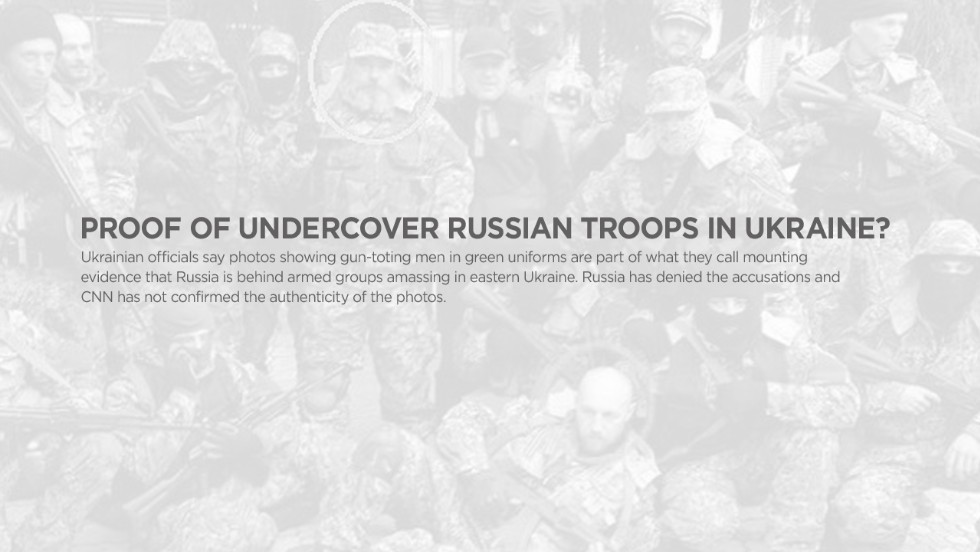 PROOF OF UNDERCOVER RUSSIAN TROOPS IN UKRAINE?
Ukrainian officials say photos showing gun-toting men in green uniforms are part of what they call mounting
evidence that Russia is behind armed groups amassing in eastern Ukraine. Russia has denied the accusations and
CNN has not confirmed the authenticity of the photos.